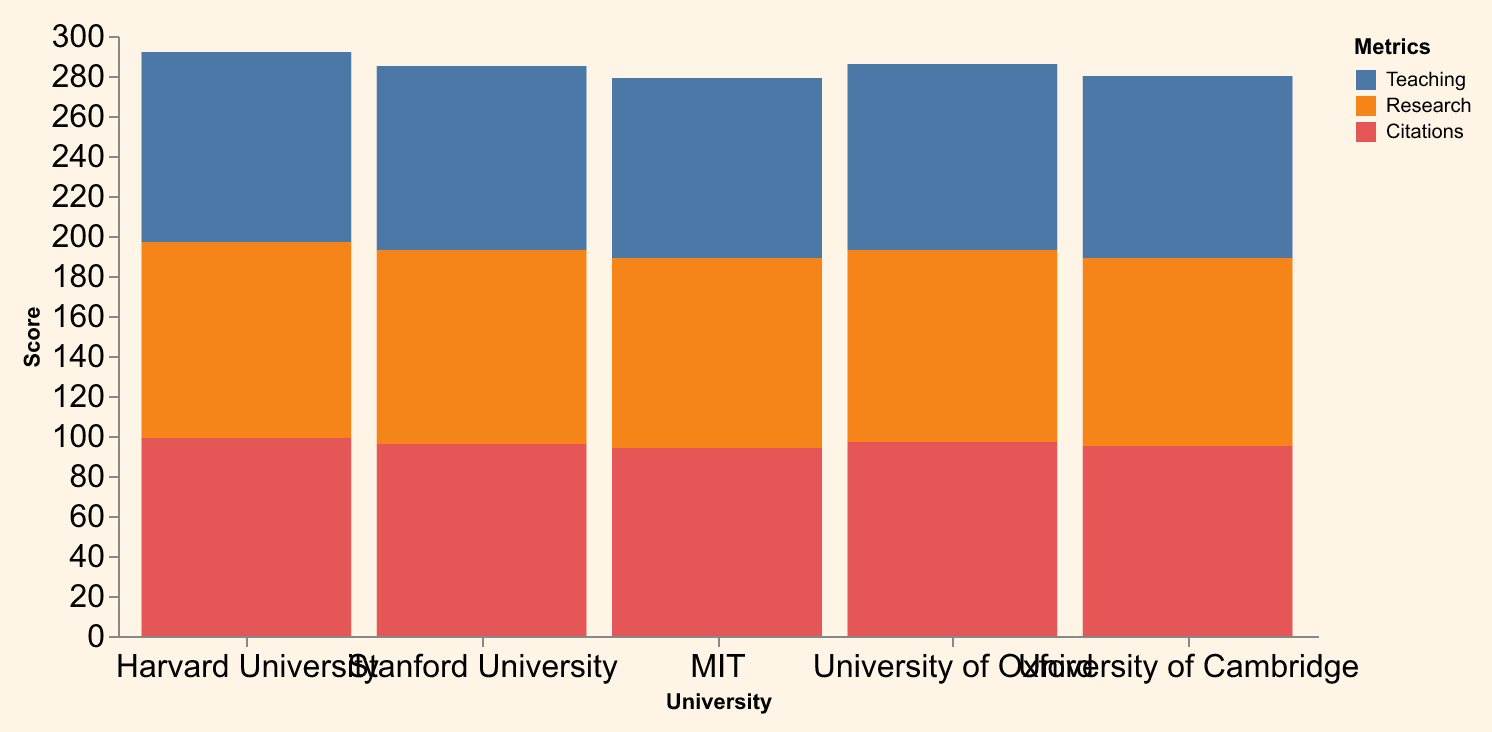 300
280
260
240
220
200
180
160
140
120
100
80
60
40
20
0
Score
Harvard University
Stanford University
MIT
University of Oxford
University of Cambridge
University
Metrics
Teaching
Research
Citations